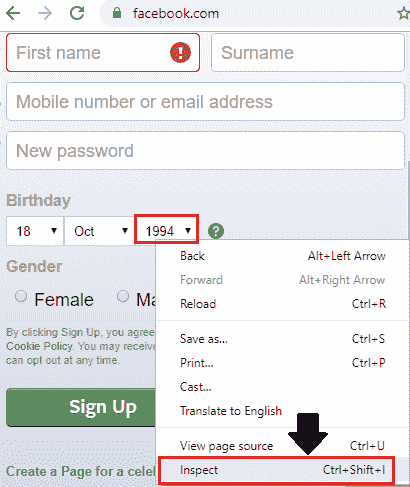 facebook.com
First name
Surname
Mobile number or email address
New password
Birthday
18 Oct 1994 ?
Gender
Female Ma
By clicking Sign Up, you agree
Cookie Policy. You may receive
can opt out at any time.
Sign Up
Create a Page for a celeb
Back Alt+Left Arrow
Forward Alt+Right Arrow
Reload Ctrl+R
Save as... Ctrl+S
Print... Ctrl+P
Cast...
Translate to English
View page source Ctrl+U
Inspect Ctrl+Shift+I